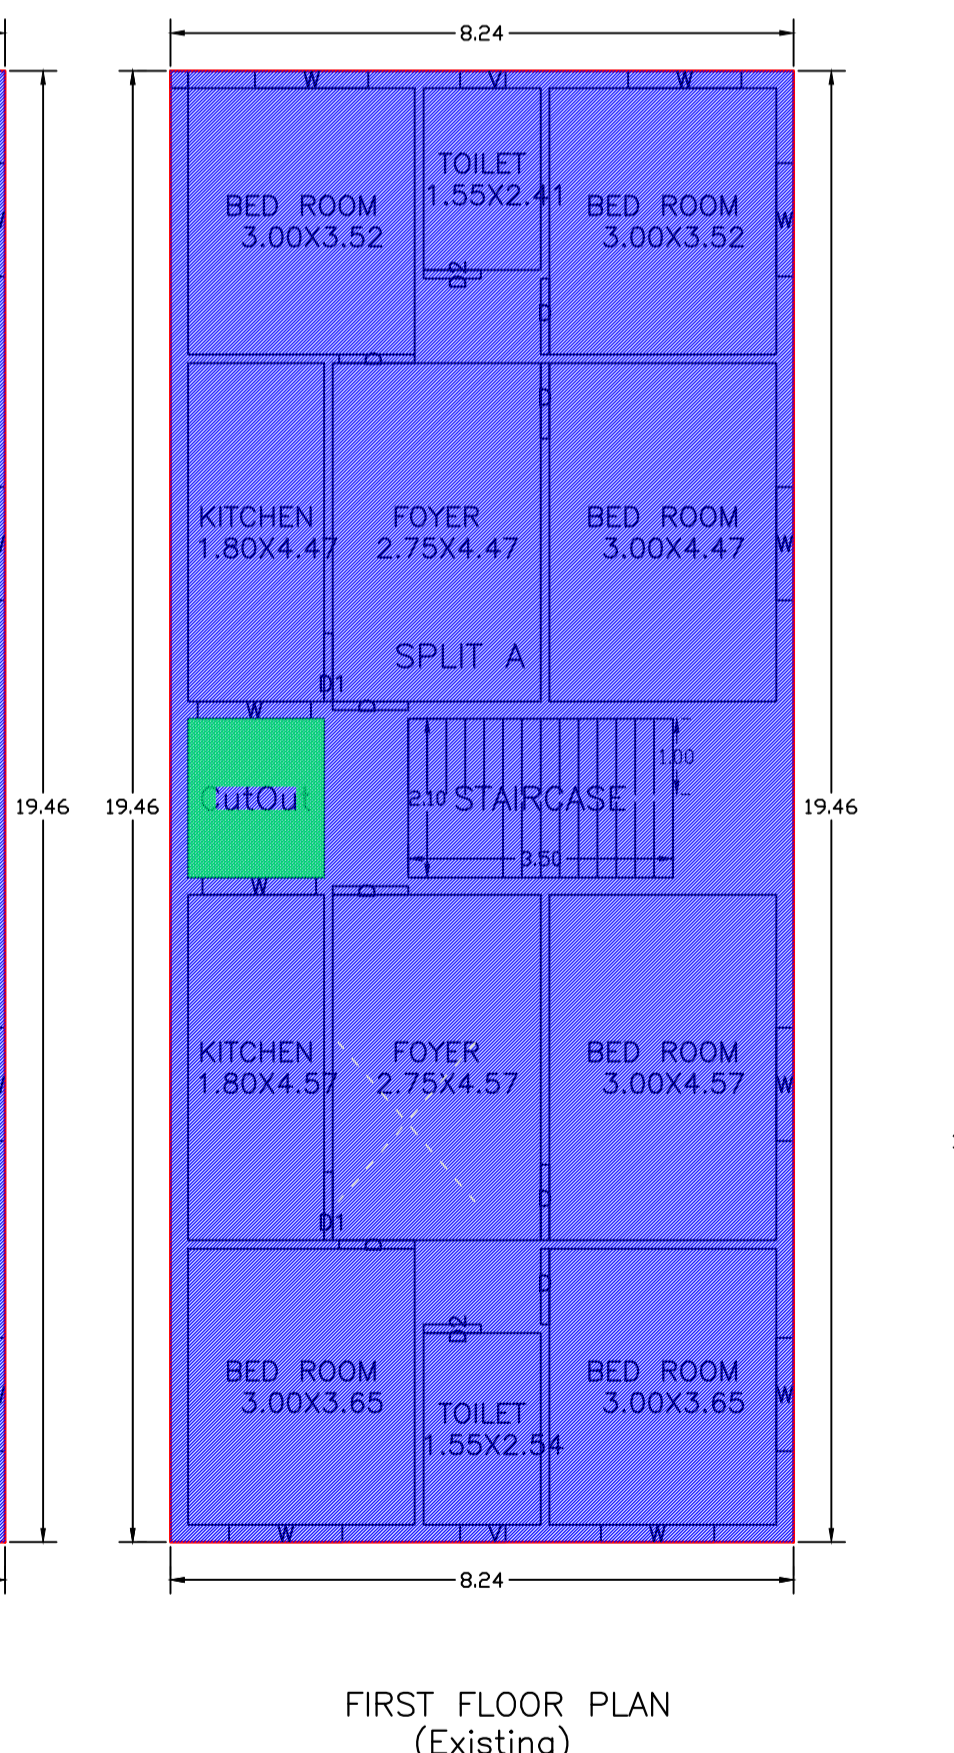 8.24
W
V
W
TOILET
1.55X2.41
BED ROOM
3.00X3.52
BED ROOM
3.00X3.52
W
D2
D
D
D
KITCHEN
1.80X4.47
FOYER
2.75X4.47
BED ROOM
3.00X4.47
W
SPLIT A
D1
D
W
1.00
CutOut
2.10
STAIRCASE
19.46
19.46
19.46
3.50
W
D
KITCHEN
1.80X4.57
FOYER
2.75X4.57
BED ROOM
3.00X4.57
W
D
D1
D
D
D2
BED ROOM
3.00X3.65
BED ROOM
3.00X3.65
W
TOILET
1.55X2.54
W
V
W
8.24
FIRST FLOOR PLAN
(Existing)